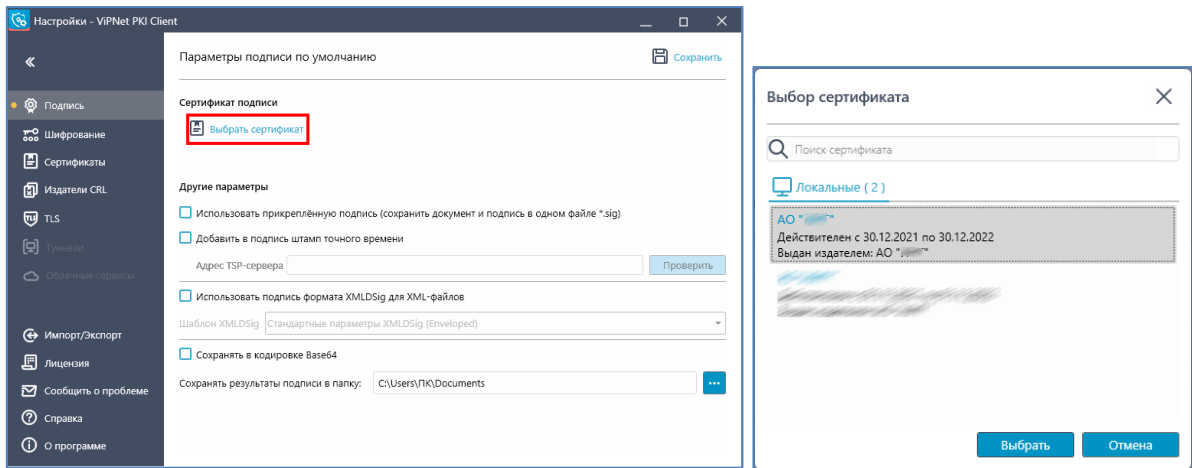 Настройки - ViPNet PKI Client
Подпись
Шифрование
Сертификаты
Издатели CRL
TLS
Туннели
Облачные сервисы
Импорт/Экспорт
Лицензия
Сообщить о проблеме
Справка
О программе
Параметры подписи по умолчанию
Сохранить
Сертификат подписи
Выбрать сертификат
Другие параметры
Использовать прикреплённую подпись (сохранить документ и подпись в одном файле *.sig)
Добавить в подпись штамп точного времени
Адрес TSP-сервера
Проверить
Использовать подпись формата XMLDSig для XML-файлов
Шаблон XMLDSig Стандартные параметры XMLDSig (Enveloped)
Сохранять в кодировке Base64
Сохранять результаты подписи в папку: C:\Users\ПК\Documents
Выбор сертификата
Поиск сертификата
Локальные ( 2 )
АО "
Действителен с 30.12.2021 по 30.12.2022
Выдан издателем: АО "
Выбрать Отмена